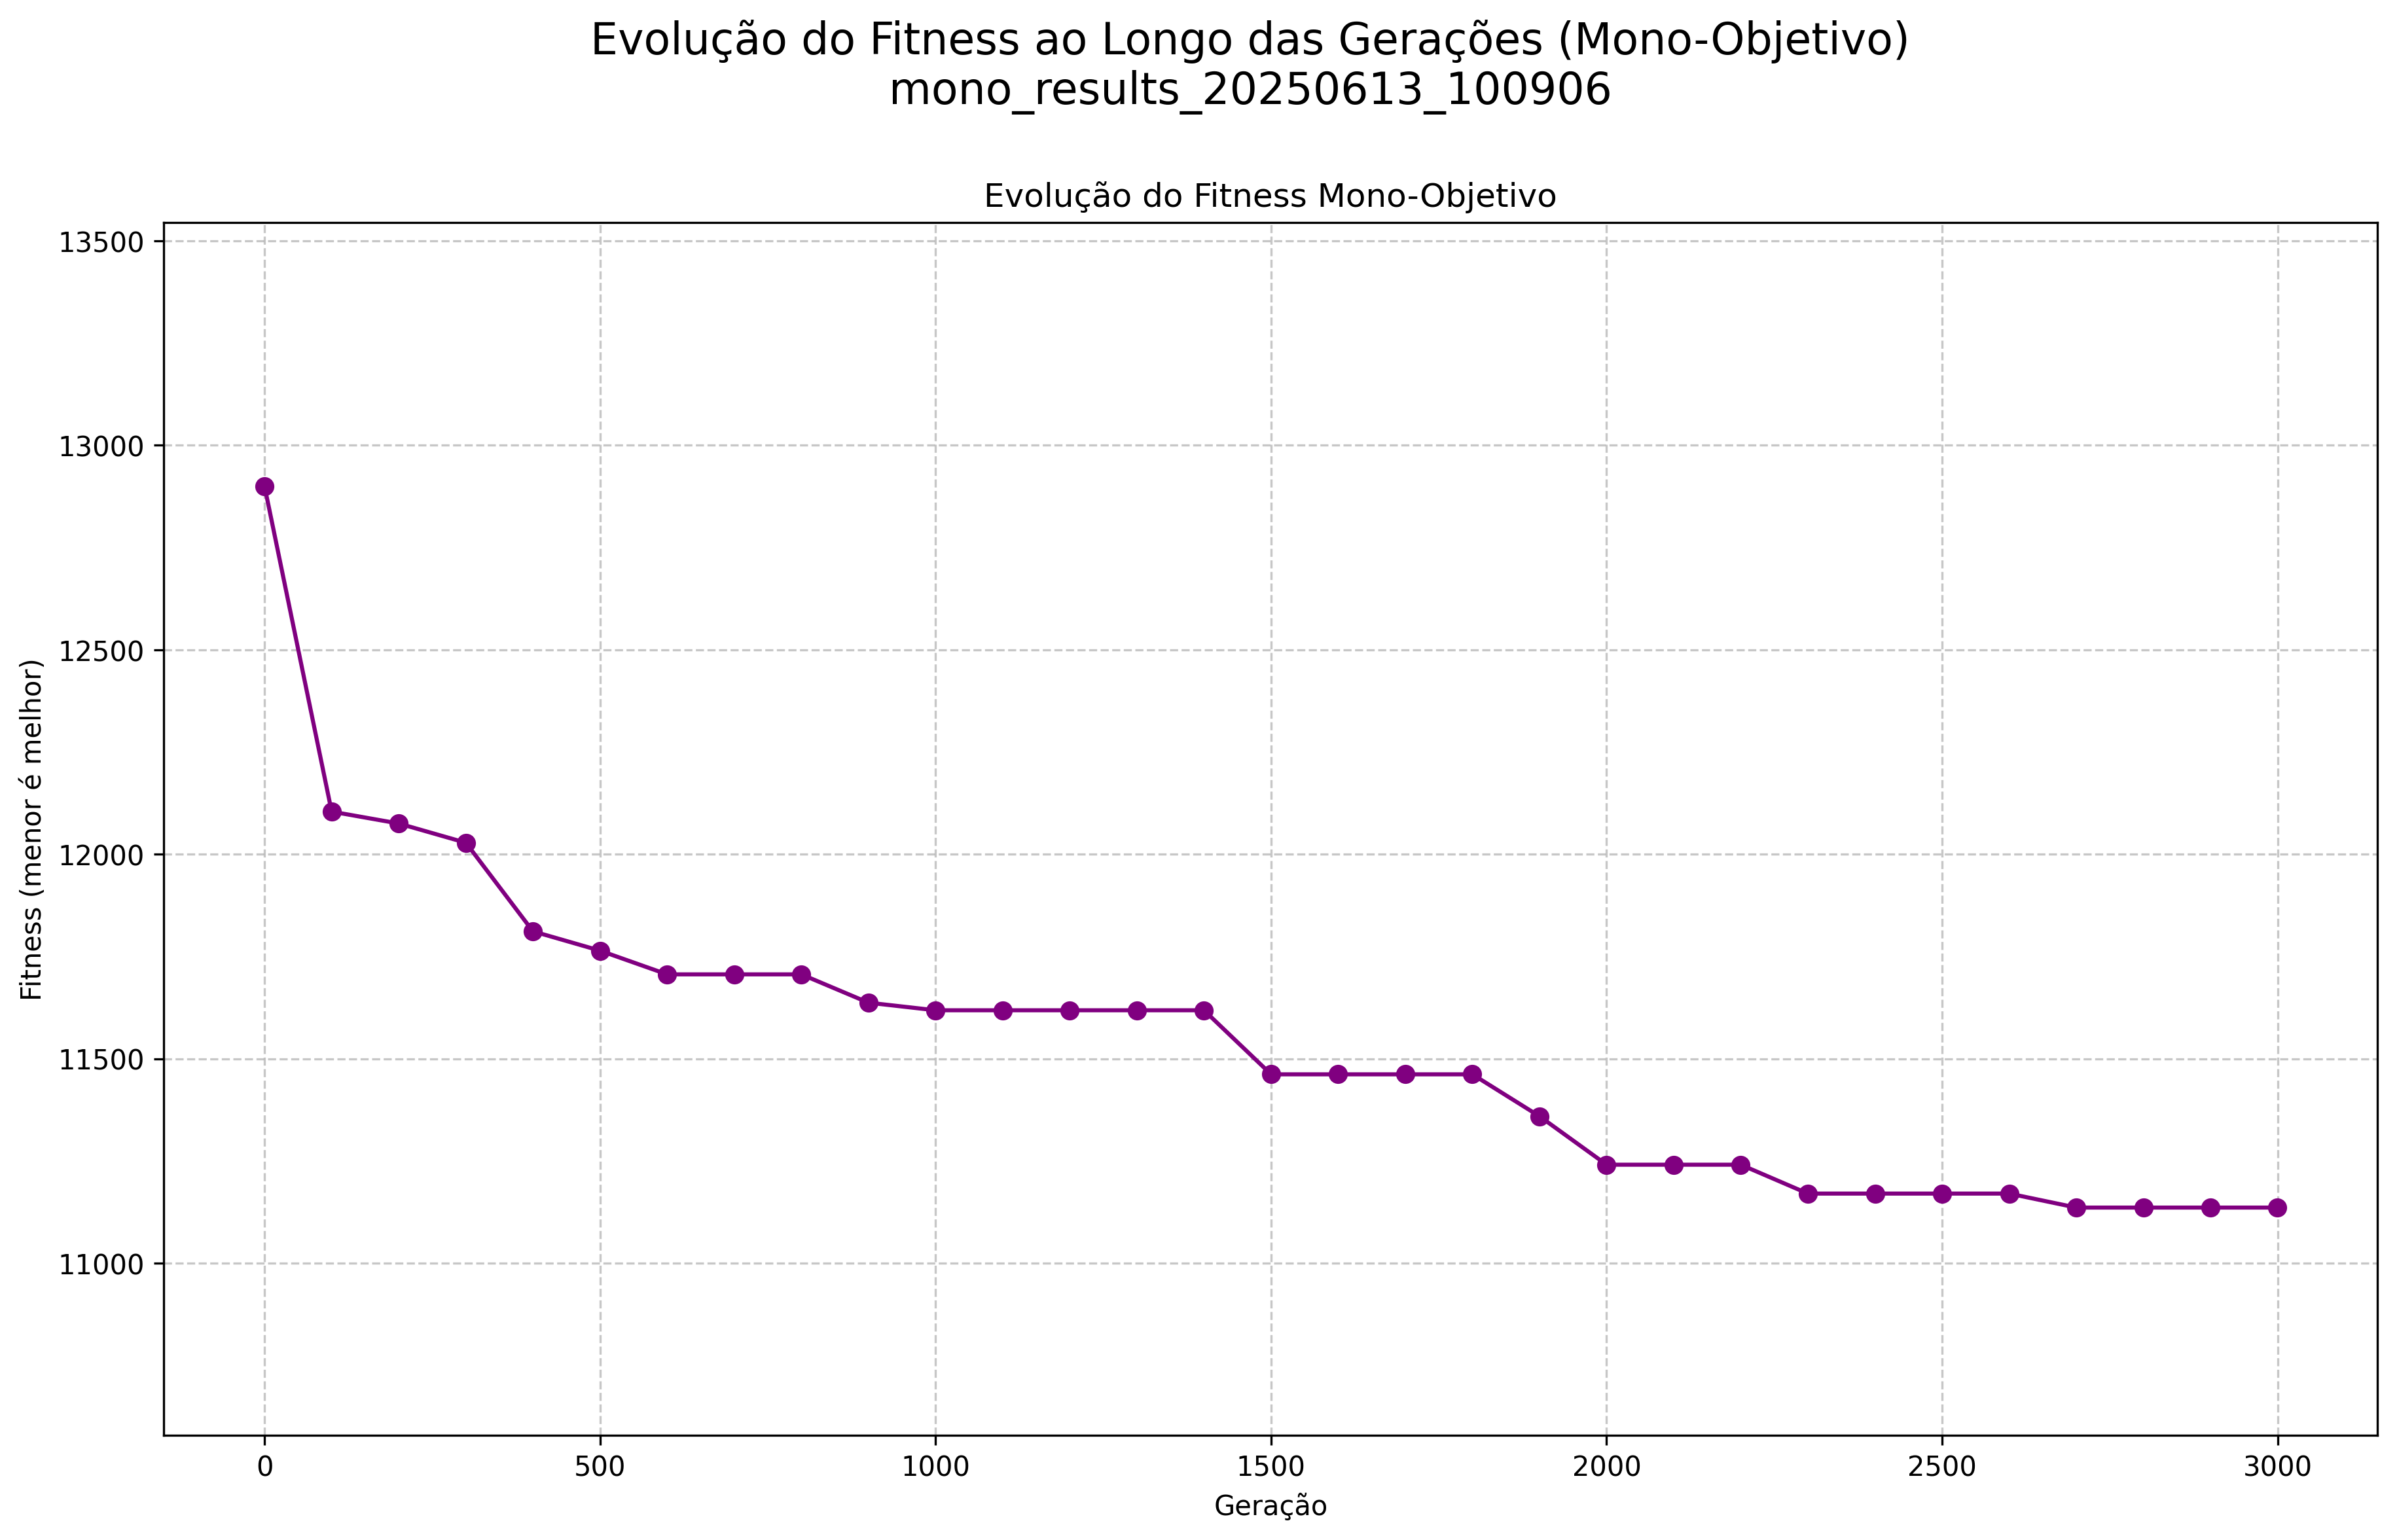 Evolução do Fitness ao Longo das Gerações (Mono-Objetivo)
mono_results_20250613_100906
Evolução do Fitness Mono-Objetivo
13500
13000
12500
12000
11500
11000
Fitness (menor é melhor)
0 500 1000 1500 2000 2500 3000
Geração